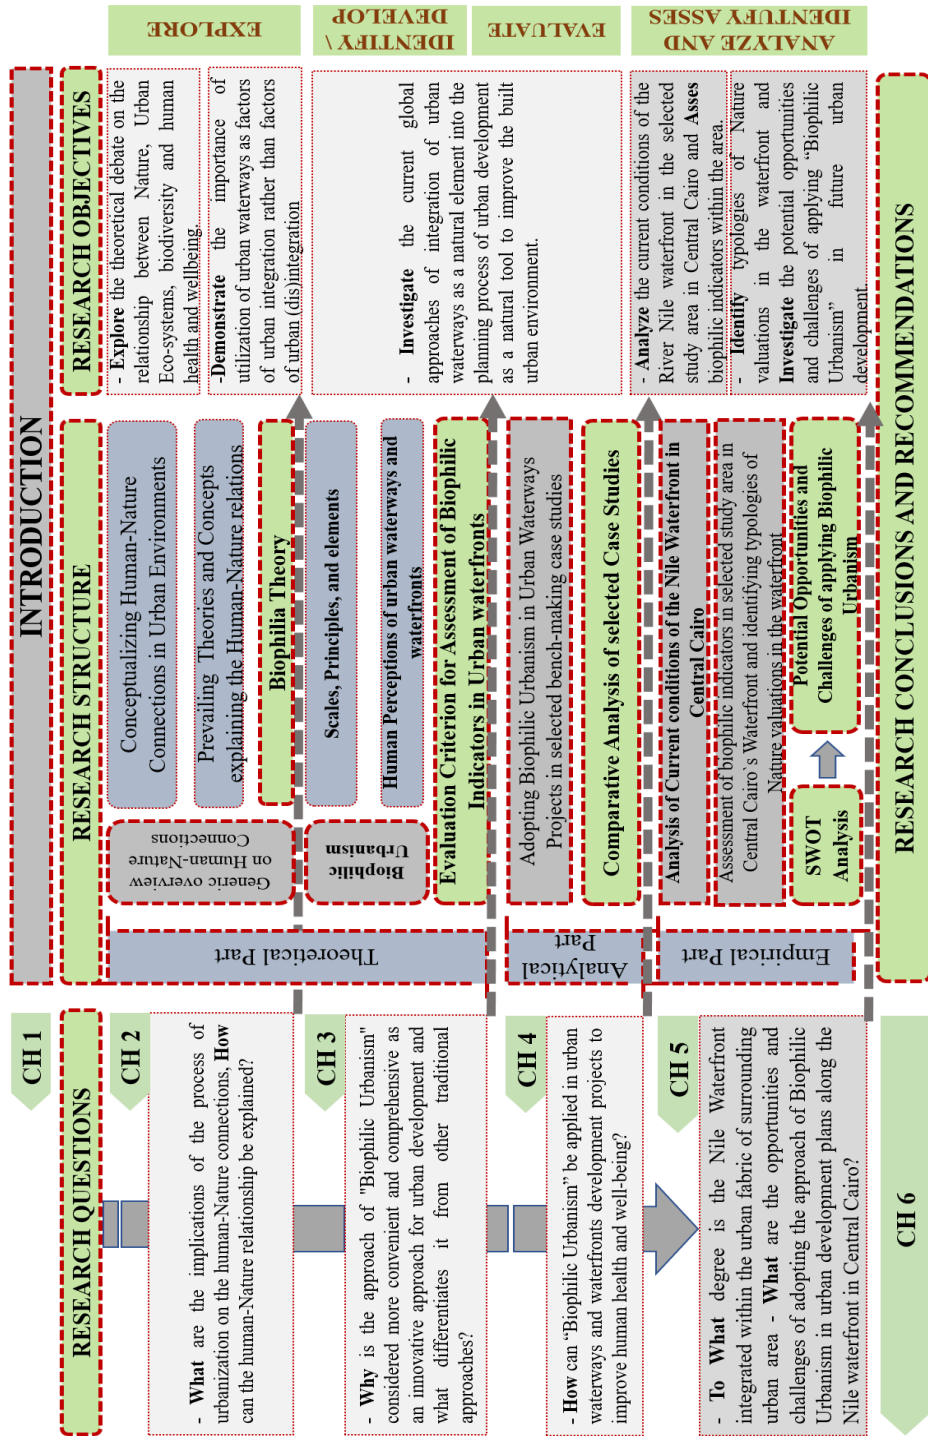 INTRODUCTION
CH 1
RESEARCH QUESTIONS
RESEARCH STRUCTURE
RESEARCH OBJECTIVES
CH 2
- What are the implications of the process of
urbanization on the human-Nature connections, How
can the human-Nature relationship be explained?
Theoretical Part
Generic overview
on Human-Nature
Connections
Conceptualizing Human-Nature
Connections in Urban Environments
Prevailing Theories and Concepts
explaining the Human-Nature relations
Biophilia Theory
- Explore the theoretical debate on the
relationship between Nature, Urban
Eco-systems, biodiversity and human
health and wellbeing.
-Demonstrate the importance of
utilization of urban waterways as factors
of urban integration rather than factors
of urban (dis)integration
EXPLORE
CH 3
- Why is the approach of "Biophilic Urbanism"
considered more convenient and comprehensive as
an innovative approach for urban development and
what differentiates it from other traditional
approaches?
Biophilic
Urbanism
Scales, Principles, and elements
Human Perceptions of urban waterways and
waterfronts
Evaluation Criterion for Assessment of Biophilic
Indicators in Urban waterfronts
- Investigate the current global
approaches of integration of urban
waterways as a natural element into the
planning process of urban development
as a natural tool to improve the built
urban environment.
IDENTIFY \
DEVELOP
CH 4
- How can “Biophilic Urbanism” be applied in urban
waterways and waterfronts development projects to
improve human health and well-being?
Analytical
Part
Adopting Biophilic Urbanism in Urban Waterways
Projects in selected bench-making case studies
Comparative Analysis of selected Case Studies
EVALUATE
CH 5
- To What degree is the Nile Waterfront
integrated within the urban fabric of surrounding
urban area - What are the opportunities and
challenges of adopting the approach of Biophilic
Urbanism in urban development plans along the
Nile waterfront in Central Cairo?
Empirical Part
Analysis of Current conditions of the Nile Waterfront in
Central Cairo
Assessment of biophilic indicators in selected study area in
Central Cairo`s Waterfront and identifying typologies of
Nature valuations in the waterfront
SWOT
Analysis
Potential Opportunities and
Challenges of applying Biophilic
Urbanism
- Analyze the current conditions of the
River Nile waterfront in the selected
study area in Central Cairo and Asses
biophilic indicators within the area.
- Identify typologies of Nature
valuations in the waterfront and
Investigate the potential opportunities
and challenges of applying “Biophilic
Urbanism” in future urban
development.
ANALYZE AND
IDENTUFY ASSES
CH 6
RESEARCH CONCLUSIONS AND RECOMMENDATIONS